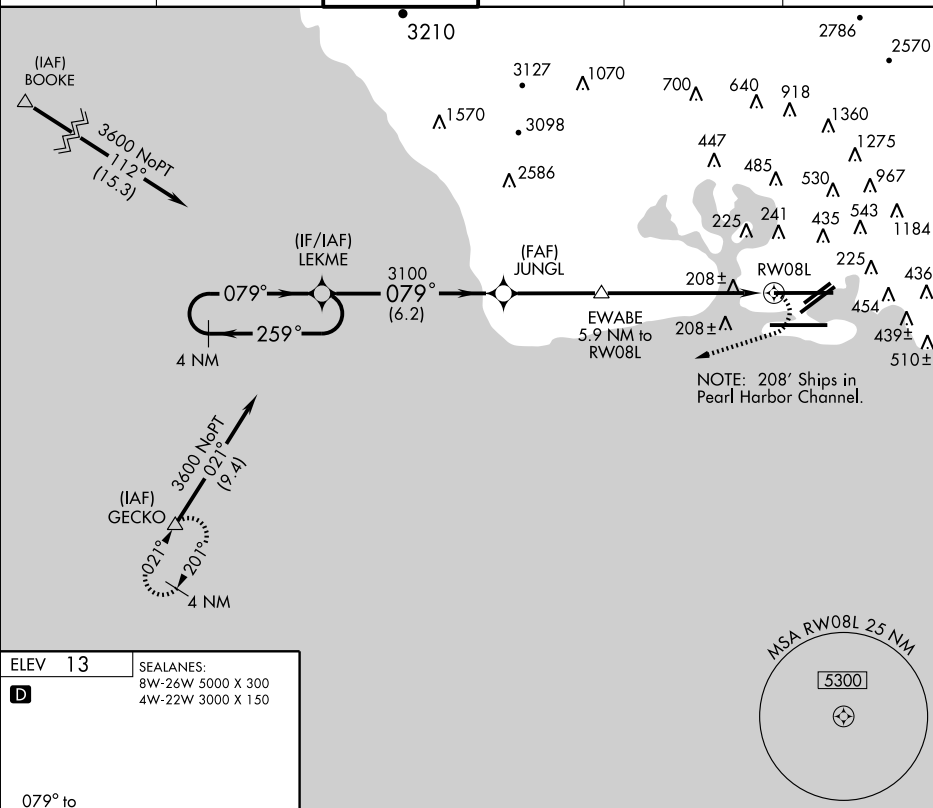 3210
2786
2570
(IAF)
BOOKE
3127
1070
700
640
918
1570
3098
1360
3600 NoPT
112°
(15.3)
447
1275
2586
485
530
967
225
241
435
543
1184
(IF/IAF)
LEKME
(FAF)
JUNGL
225
RW08L
436
079°
3100
079°
(6.2)
208±
454
259°
EWABE
5.9 NM to
RW08L
208±
439±
4 NM
510±
NOTE: 208' Ships in
Pearl Harbor Channel.
3600 NoPT
021°
(9.4)
(IAF)
GECKO
021°
201°
4 NM
MSA RW08L 25 NM
5300
ELEV 13
D
SEALANES:
8W-26W 5000 X 300
4W-22W 3000 X 150
079° to